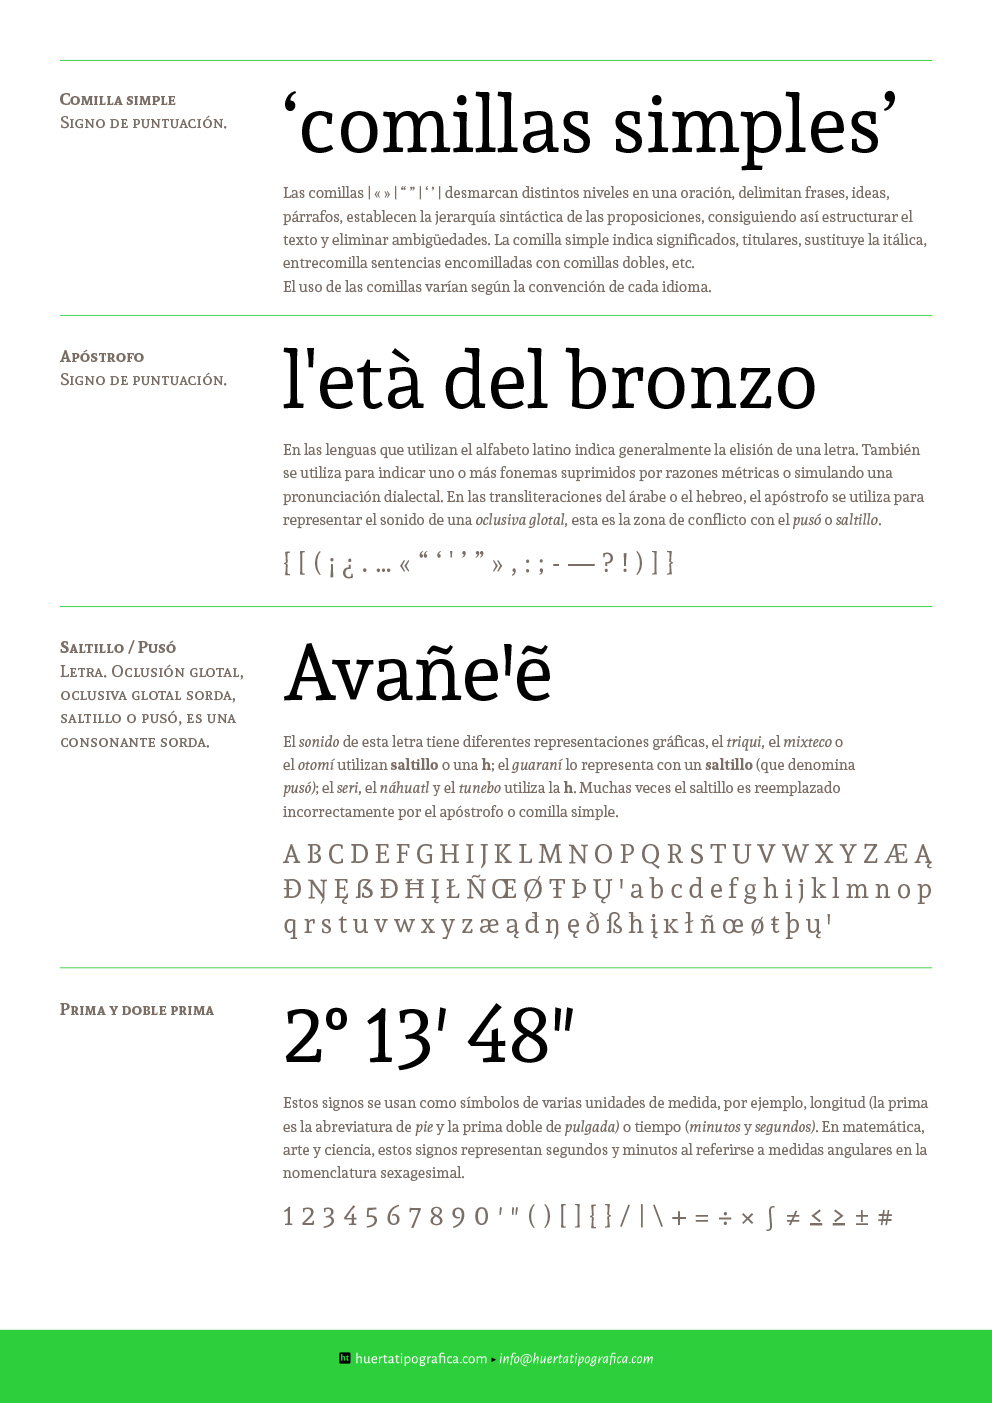 Comilla simple
Signo de puntuación.
‘comillas simples’
Las comillas | « » | “ ” | ‘ ’ | desmarcan distintos niveles en una oración, delimitan frases, ideas,
párrafos, establecen la jerarquía sintáctica de las proposiciones, consiguiendo así estructurar el
texto y eliminar ambigüedades. La comilla simple indica significados, titulares, sustituye la itálica,
entrecomilla sentencias encomilladas con comillas dobles, etc.
El uso de las comillas varían según la convención de cada idioma.
Apóstrofo
Signo de puntuación.
l'età del bronzo
En las lenguas que utilizan el alfabeto latino indica generalmente la elisión de una letra. También
se utiliza para indicar uno o más fonemas suprimidos por razones métricas o simulando una
pronunciación dialectal. En las transliteraciones del árabe o el hebreo, el apóstrofo se utiliza para
representar el sonido de una oclusiva glotal, esta es la zona de conflicto con el pusó o saltillo.
{ [ ( ¡ ¿ . … « “ ‘ ' ’ ” » , : ; - — ? ! ) ] }
Saltillo / Pusó
Letra. Oclusión glotal,
oclusiva glotal sorda,
saltillo o pusó, es una
consonante sorda.
Avañeꞌẽ
El sonido de esta letra tiene diferentes representaciones gráficas, el triqui, el mixteco o
el otomí utilizan saltillo o una h; el guaraní lo representa con un saltillo (que denomina
pusó); el seri, el náhuatl y el tunebo utiliza la h. Muchas veces el saltillo es reemplazado
incorrectamente por el apóstrofo o comilla simple.
A B C D E F G H I J K L M N O P Q R S T U V W X Y Z Æ Ą
Đ Ŋ Ę ẞ Ð Ħ Į Ł Ñ Œ Ø Ŧ Þ Ų Ꞌ a b c d e f g h i j k l m n o p
q r s t u v w x y z æ ą đ ŋ ę ð ß ħ į ĸ ł ñ œ ø ŧ þ ų ꞌ
Prima y doble prima
2º 13′ 48″
Estos signos se usan como símbolos de varias unidades de medida, por ejemplo, longitud (la prima
es la abreviatura de pie y la prima doble de pulgada) o tiempo (minutos y segundos). En matemática,
arte y ciencia, estos signos representan segundos y minutos al referirse a medidas angulares en la
nomenclatura sexagesimal.
1 2 3 4 5 6 7 8 9 0 ′ ″ ( ) [ ] { } / | \ + = ÷ × ∫ ≠ ≤ ≥ ± #
ht huertatipografica.com ▸ info@huertatipografica.com